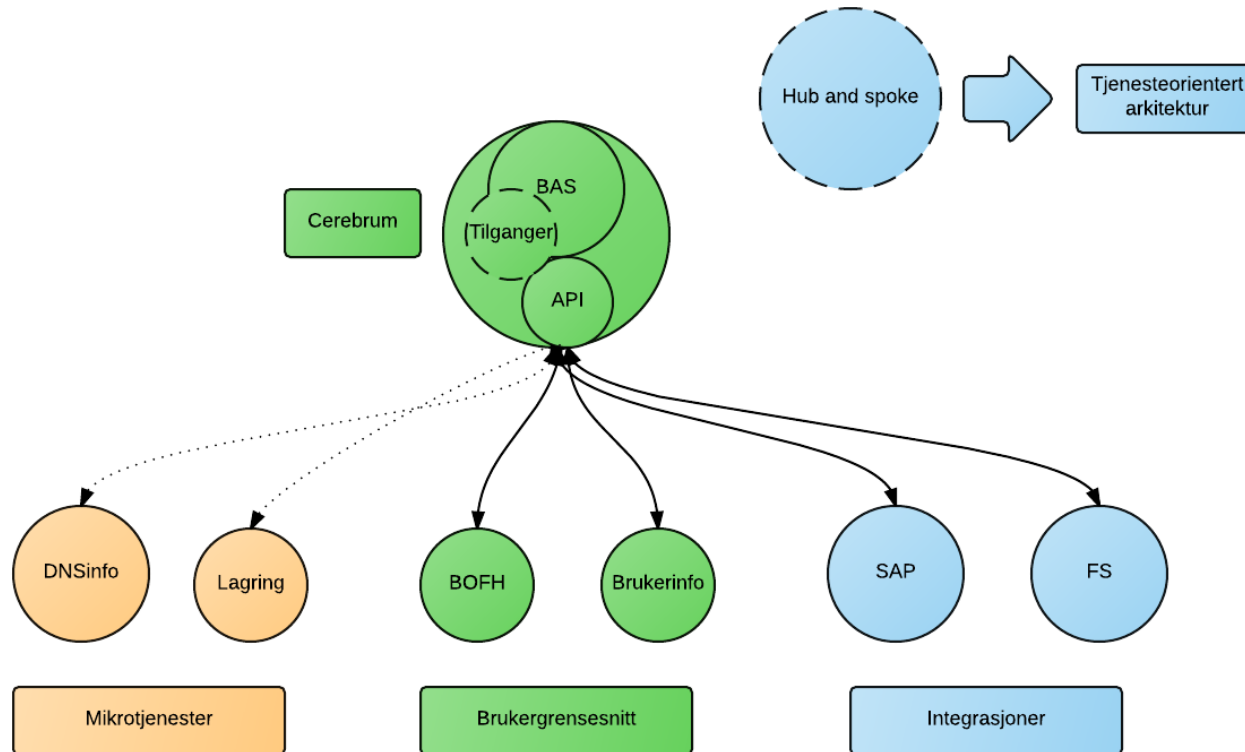 Hub and spoke
Tjenesteorientert
arkitektur
BAS
Cerebrum
Tilganger
API
DNSinfo
Lagring
BOFH
Brukerinfo
SAP
FS
Mikrotjenester
Brukergrensesnitt
Integrasjoner